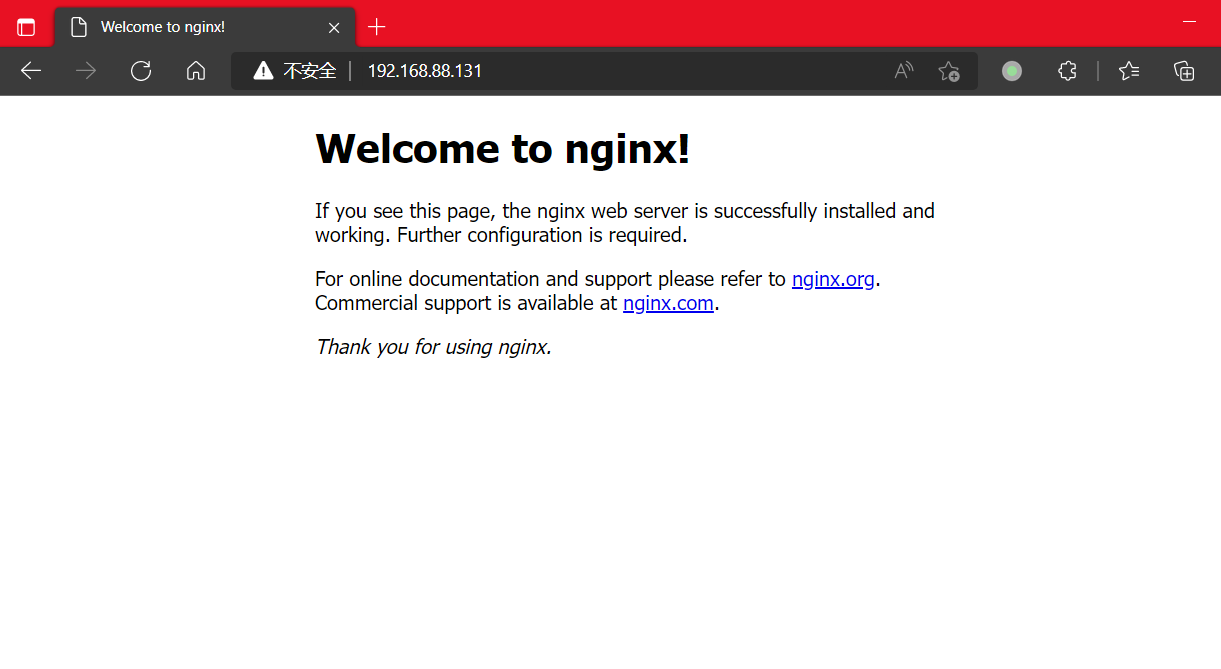 Welcome to nginx!
不安全 192.168.88.131
Welcome to nginx!
If you see this page, the nginx web server is successfully installed and
working. Further configuration is required.
For online documentation and support please refer to nginx.org.
Commercial support is available at nginx.com.
Thank you for using nginx.